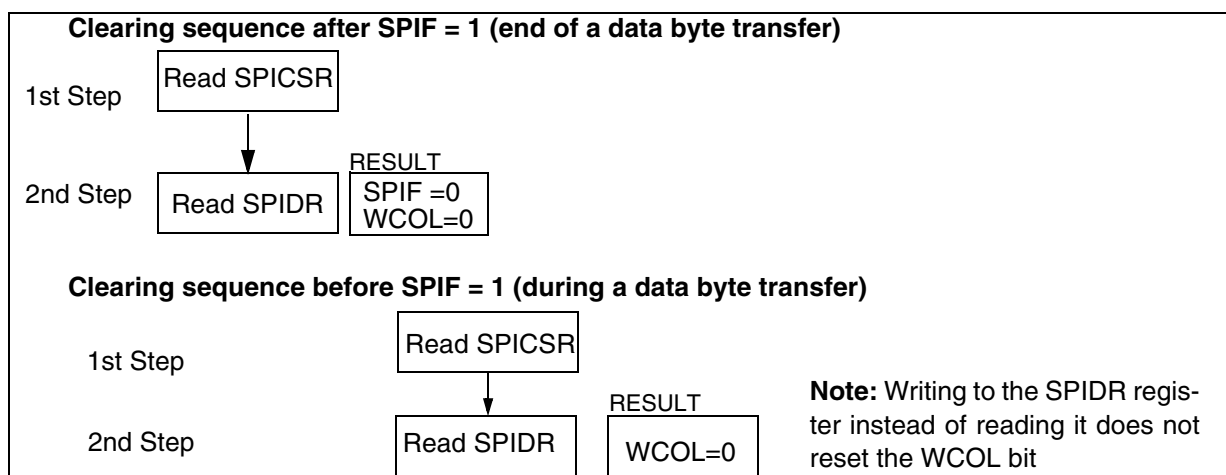 Clearing sequence after SPIF = 1 (end of a data byte transfer)
1st Step
Read SPICSR
2nd Step
Read SPIDR
RESULT
SPIF =0
WCOL=0
Clearing sequence before SPIF = 1 (during a data byte transfer)
1st Step
Read SPICSR
2nd Step
Read SPIDR
RESULT
WCOL=0
Note: Writing to the SPIDR regis-
ter instead of reading it does not
reset the WCOL bit